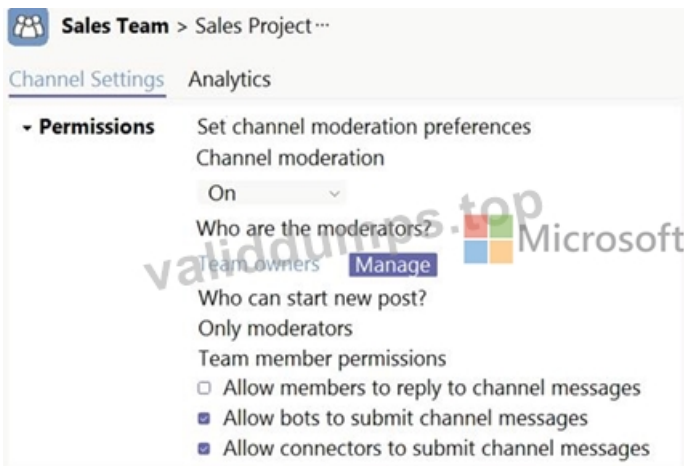 Sales Team > Sales Project ···
Channel Settings Analytics
Permissions Set channel moderation preferences
Channel moderation
On
Who are the moderators?
Team owners Manage
Who can start new post?
Only moderators
Team member permissions
Allow members to reply to channel messages
Allow bots to submit channel messages
Allow connectors to submit channel messages
validdumps.top
Microsoft